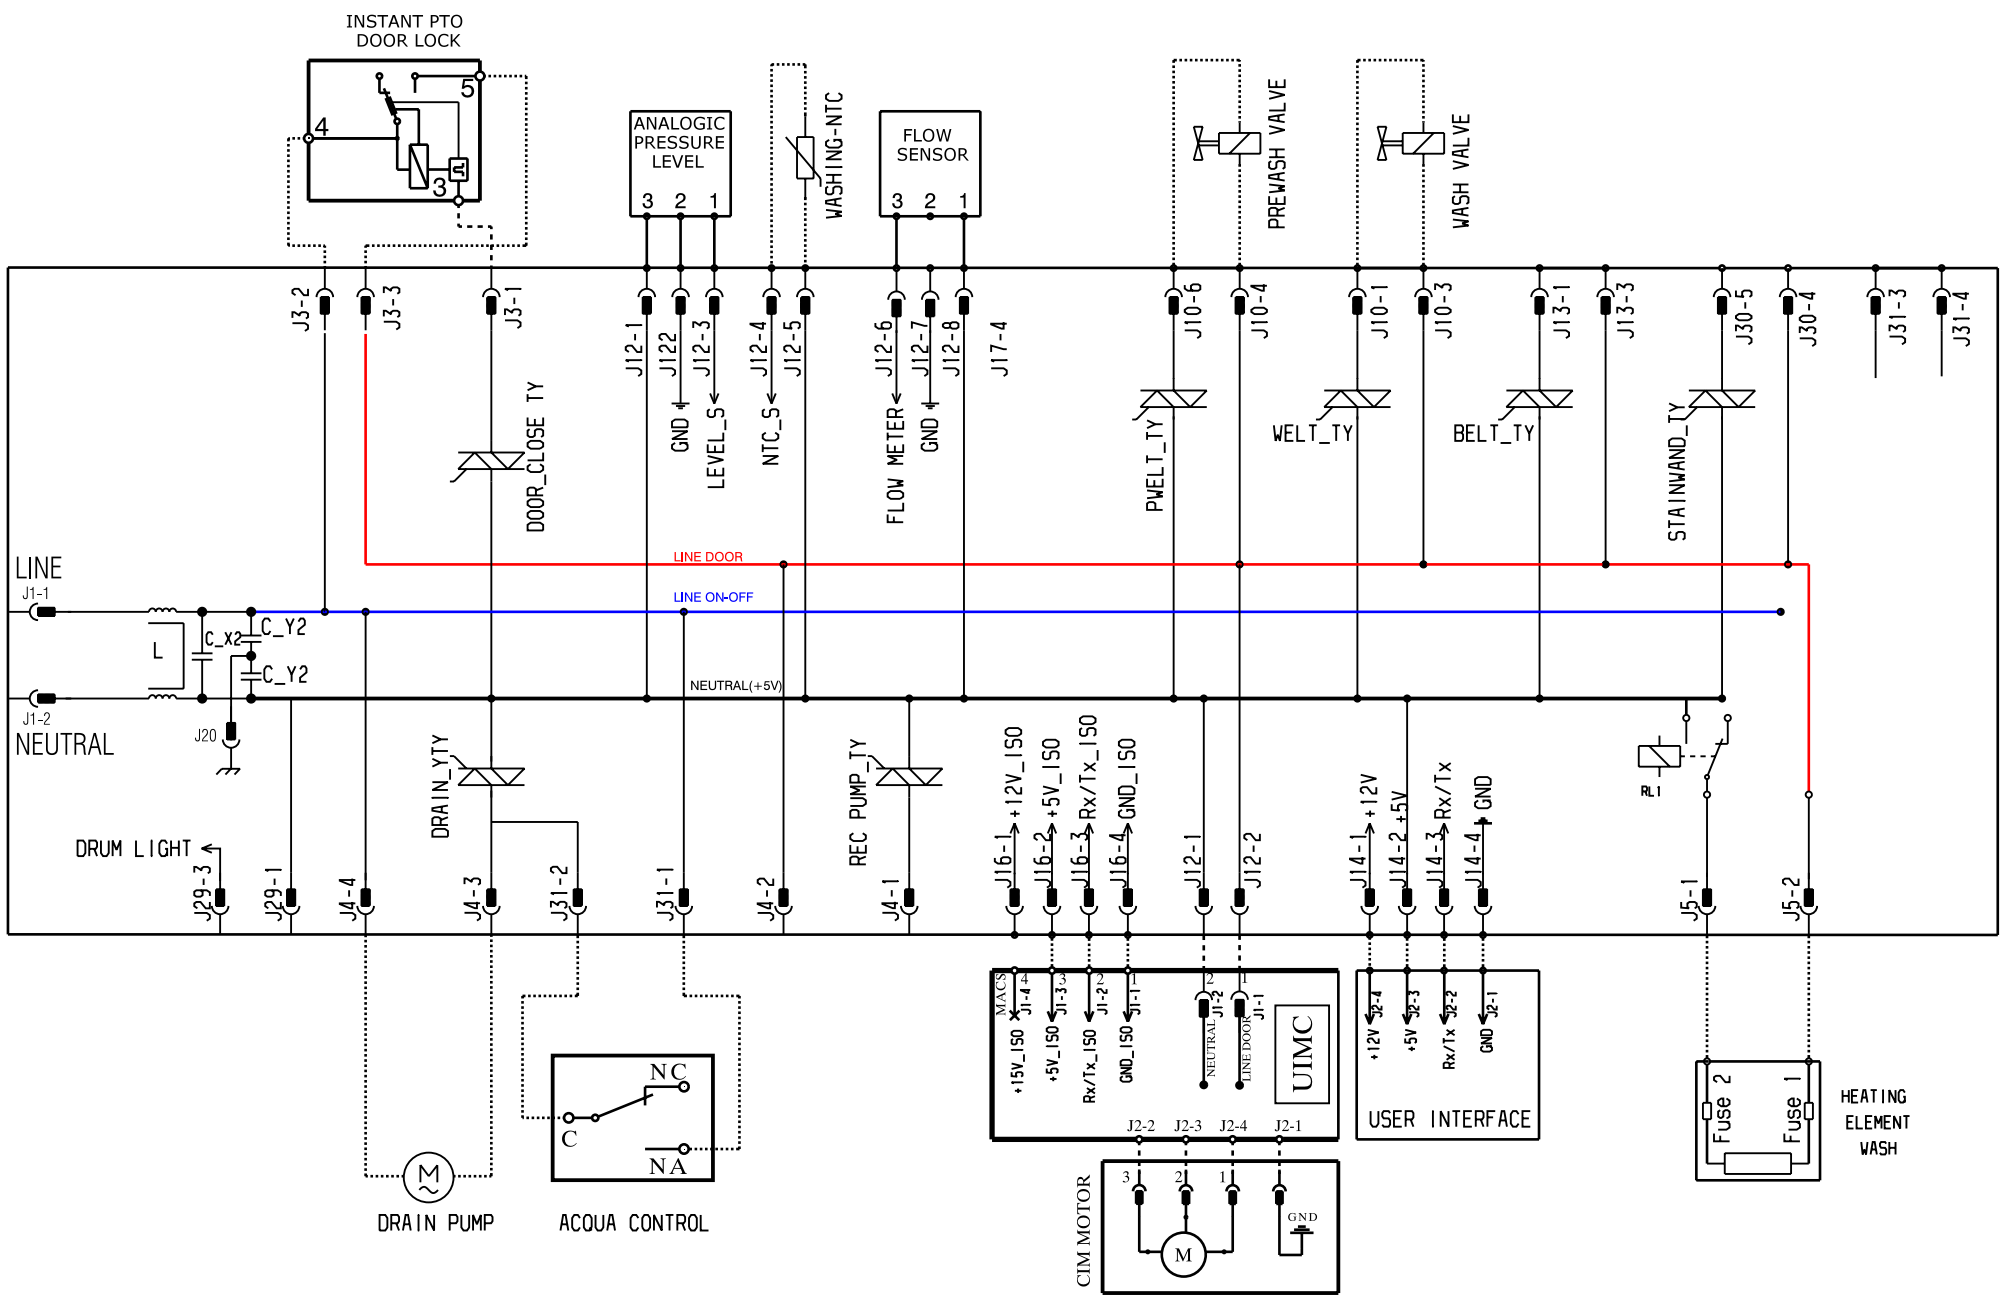 INSTANT PTO
DOOR LOCK
5
4
3
ANALOGIC
PRESSURE
LEVEL
3 2 1
WASHING-NTC
FLOW
SENSOR
3 2 1
PREWASH VALVE
WASH VALVE
J3-2
J3-3
J3-1
J12-1
J122
J12-3
J12-4
J12-5
J12-6
J12-7
J12-8
J17-4
J10-6
J10-4
J10-1
J10-3
J13-1
J13-3
J30-5
J30-4
J31-3
J31-4
DOOR_CLOSE TY
GND
LEVEL_S
NTC_S
FLOW METER
GND
PWELT_TY
WELT_TY
BELT_TY
STAINWAND_TY
LINE
J1-1
LINE DOOR
LINE ON-OFF
L
C_X2
C_Y2
C_Y2
NEUTRAL(+5V)
J1-2
NEUTRAL
J20
DRAIN_YTY
REC PUMP_TY
+12V_ISO
+5V_ISO
Rx/Tx_ISO
GND_ISO
+12V
+5V
Rx/Tx
GND
RL1
DRUM LIGHT
J29-3
J29-1
J4-4
J4-3
J31-2
J31-1
J4-2
J4-1
J16-1
J16-2
J16-3
J16-4
J12-1
J12-2
J14-1
J14-2
J14-3
J14-4
J5-1
J5-2
MACS
4 3 2 1
2 1
J1-4
J1-3
J1-2
J1-1
J1-2
J1-1
+15V_ISO
+5V_ISO
Rx/Tx_ISO
GND_ISO
NEUTRAL
LINE DOOR
UIMC
J2-4
J2-3
J2-2
J2-1
+12V
+5V
Rx/Tx
GND
USER INTERFACE
Fuse 2
Fuse 1
HEATING
ELEMENT
WASH
NC
C
NA
M
DRAIN PUMP
ACQUA CONTROL
J2-2 J2-3 J2-4 J2-1
3 2 1
GND
M
CIM MOTOR